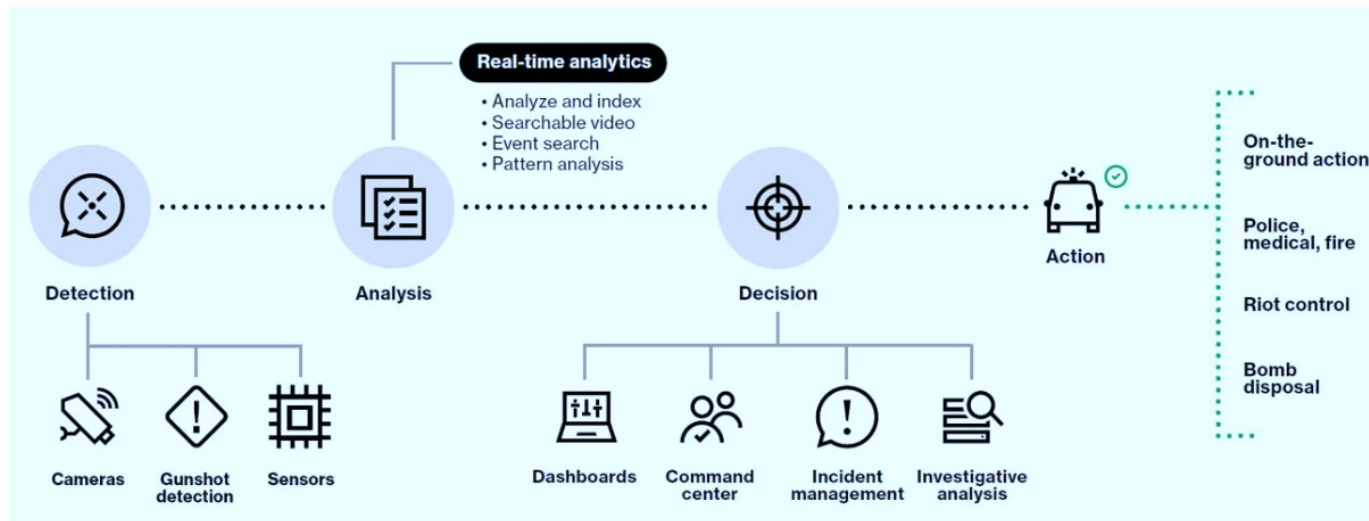 Real-time analytics
• Analyze and index
• Searchable video
• Event search
• Pattern analysis
Detection
Analysis
Decision
Action
On-the-
ground action
Police,
medical, fire
Riot control
Bomb
disposal
Cameras
Gunshot
detection
Sensors
Dashboards
Command
center
Incident
management
Investigative
analysis